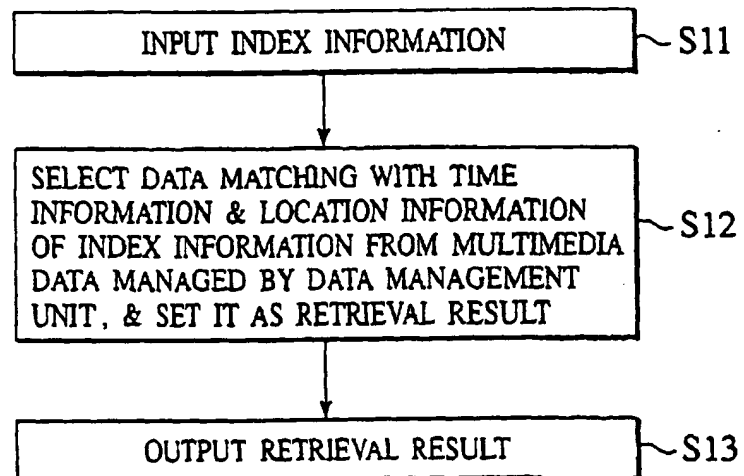 INPUT INDEX INFORMATION
S11
SELECT DATA MATCHING WITH TIME
INFORMATION & LOCATION INFORMATION
OF INDEX INFORMATION FROM MULTIMEDIA
DATA MANAGED BY DATA MANAGEMENT
UNIT, & SET IT AS RETRIEVAL RESULT
S12
OUTPUT RETRIEVAL RESULT
S13